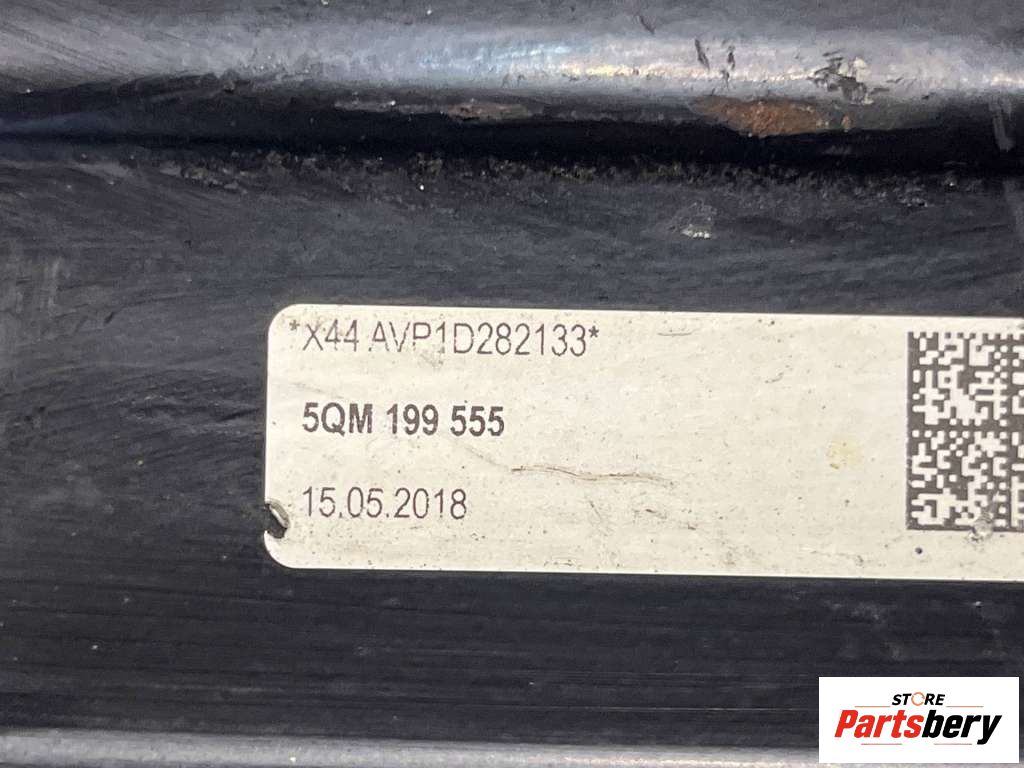 *X44 AVP1D282133*
5QM 199 555
15.05.2018
STORE
Partsbery